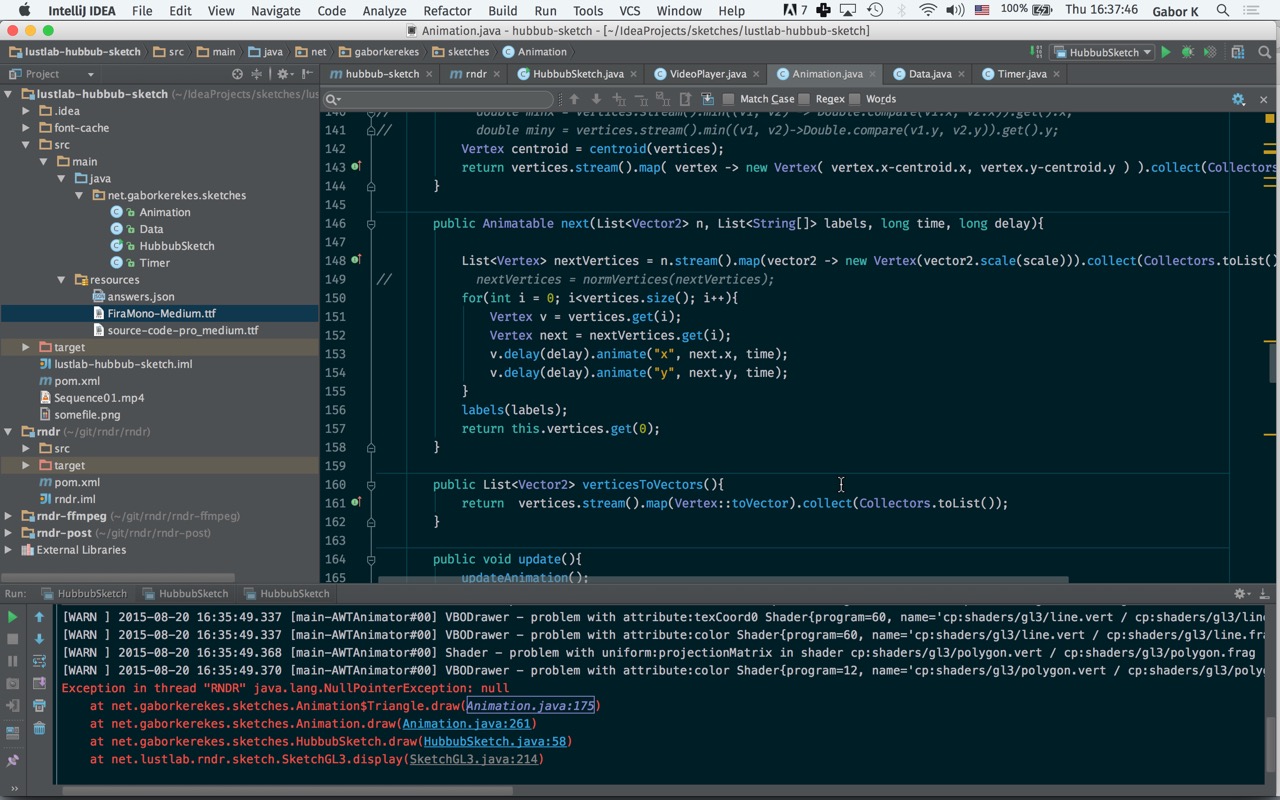 IntelliJ IDEA File Edit View Navigate Code Analyze Refactor Build Run Tools VCS Window Help 7 100% Thu 16:37:46 Gabor K
Animation.java - hubbub-sketch - [~/IdeaProjects/sketches/lustlab-hubbub-sketch]
lustlab-hubbub-sketch src main java net gaborkerekes sketches Animation HubbubSketch
Project
hubbub-sketch rndr HubbubSketch.java VideoPlayer.java Animation.java Data.java Timer.java
Match Case Regex Words
lustlab-hubbub-sketch (~/IdeaProjects/sketches/lus
.idea
font-cache
src
main
java
net.gaborkerekes.sketches
Animation
Data
HubbubSketch
Timer
resources
answers.json
FiraMono-Medium.ttf
source-code-pro_medium.ttf
target
lustlab-hubbub-sketch.iml
pom.xml
Sequence01.mp4
somefile.png
rndr (~/git/rndr/rndr)
src
target
pom.xml
rndr.iml
rndr-ffmpeg (~/git/rndr/rndr-ffmpeg)
rndr-post (~/git/rndr/rndr-post)
External Libraries
140 // double minx = vertices.stream().min((v1, v2) -> Double.compare(v1.x, v2.x)).get().x;
141 // double miny = vertices.stream().min((v1, v2)->Double.compare(v1.y, v2.y)).get().y;
142 Vertex centroid = centroid(vertices);
143 return vertices.stream().map( vertex -> new Vertex( vertex.x-centroid.x, vertex.y-centroid.y ) ).collect(Collectors
144 }
145
146 public Animatable next(List<Vector2> n, List<String[]> labels, long time, long delay){
147
148 List<Vertex> nextVertices = n.stream().map(vector2 -> new Vertex(vector2.scale(scale))).collect(Collectors.toList()
149 // nextVertices = normVertices(nextVertices);
150 for(int i = 0; i<vertices.size(); i++){
151 Vertex v = vertices.get(i);
152 Vertex next = nextVertices.get(i);
153 v.delay(delay).animate("x", next.x, time);
154 v.delay(delay).animate("y", next.y, time);
155 }
156 labels(labels);
157 return this.vertices.get(0);
158 }
159
160 public List<Vector2> verticesToVectors(){
161 return  vertices.stream().map(Vertex::toVector).collect(Collectors.toList());
162 }
163
164 public void update(){
165 updateAnimation();
Run: HubbubSketch HubbubSketch HubbubSketch
[WARN ] 2015-08-20 16:35:49.337 [main-AWTAnimator#00] VBODrawer – problem with attribute:texCoord0 Shader{program=60, name='cp:shaders/gl3/line.vert / cp:shaders/gl3/line
[WARN ] 2015-08-20 16:35:49.337 [main-AWTAnimator#00] VBODrawer – problem with attribute:color Shader{program=60, name='cp:shaders/gl3/line.vert / cp:shaders/gl3/line.fra
[WARN ] 2015-08-20 16:35:49.368 [main-AWTAnimator#00] Shader – problem with uniform:projectionMatrix in shader cp:shaders/gl3/polygon.vert / cp:shaders/gl3/polygon.frag
[WARN ] 2015-08-20 16:35:49.370 [main-AWTAnimator#00] VBODrawer – problem with attribute:color Shader{program=12, name='cp:shaders/gl3/polygon.vert / cp:shaders/gl3/polyg
Exception in thread "RNDR" java.lang.NullPointerException: null
at net.gaborkerekes.sketches.Animation$Triangle.draw(Animation.java:175)
at net.gaborkerekes.sketches.Animation.draw(Animation.java:261)
at net.gaborkerekes.sketches.HubbubSketch.draw(HubbubSketch.java:58)
at net.lustlab.rndr.sketch.SketchGL3.display(SketchGL3.java:214)